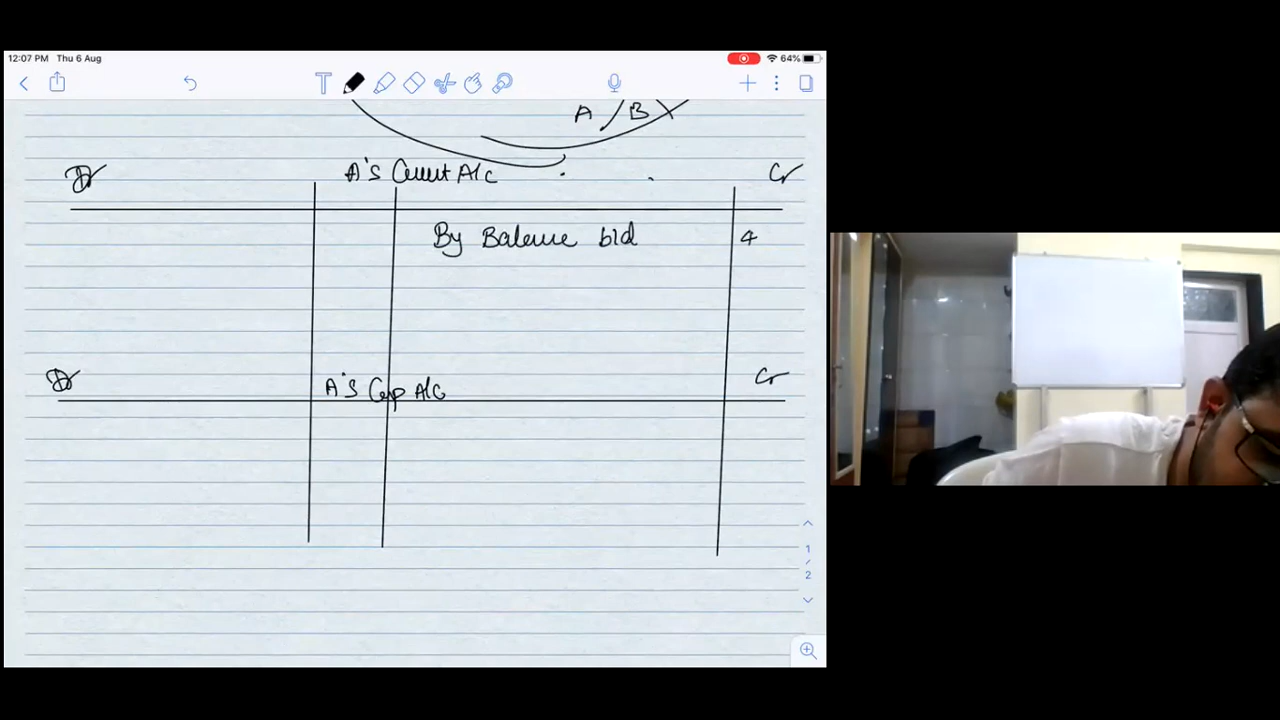 12:07 PM Thu 6 Aug 64%
T
A / B
Dr A's Current A/c Cr
By Balance b/d 4
Dr A's Cap A/c Cr
1
/
2